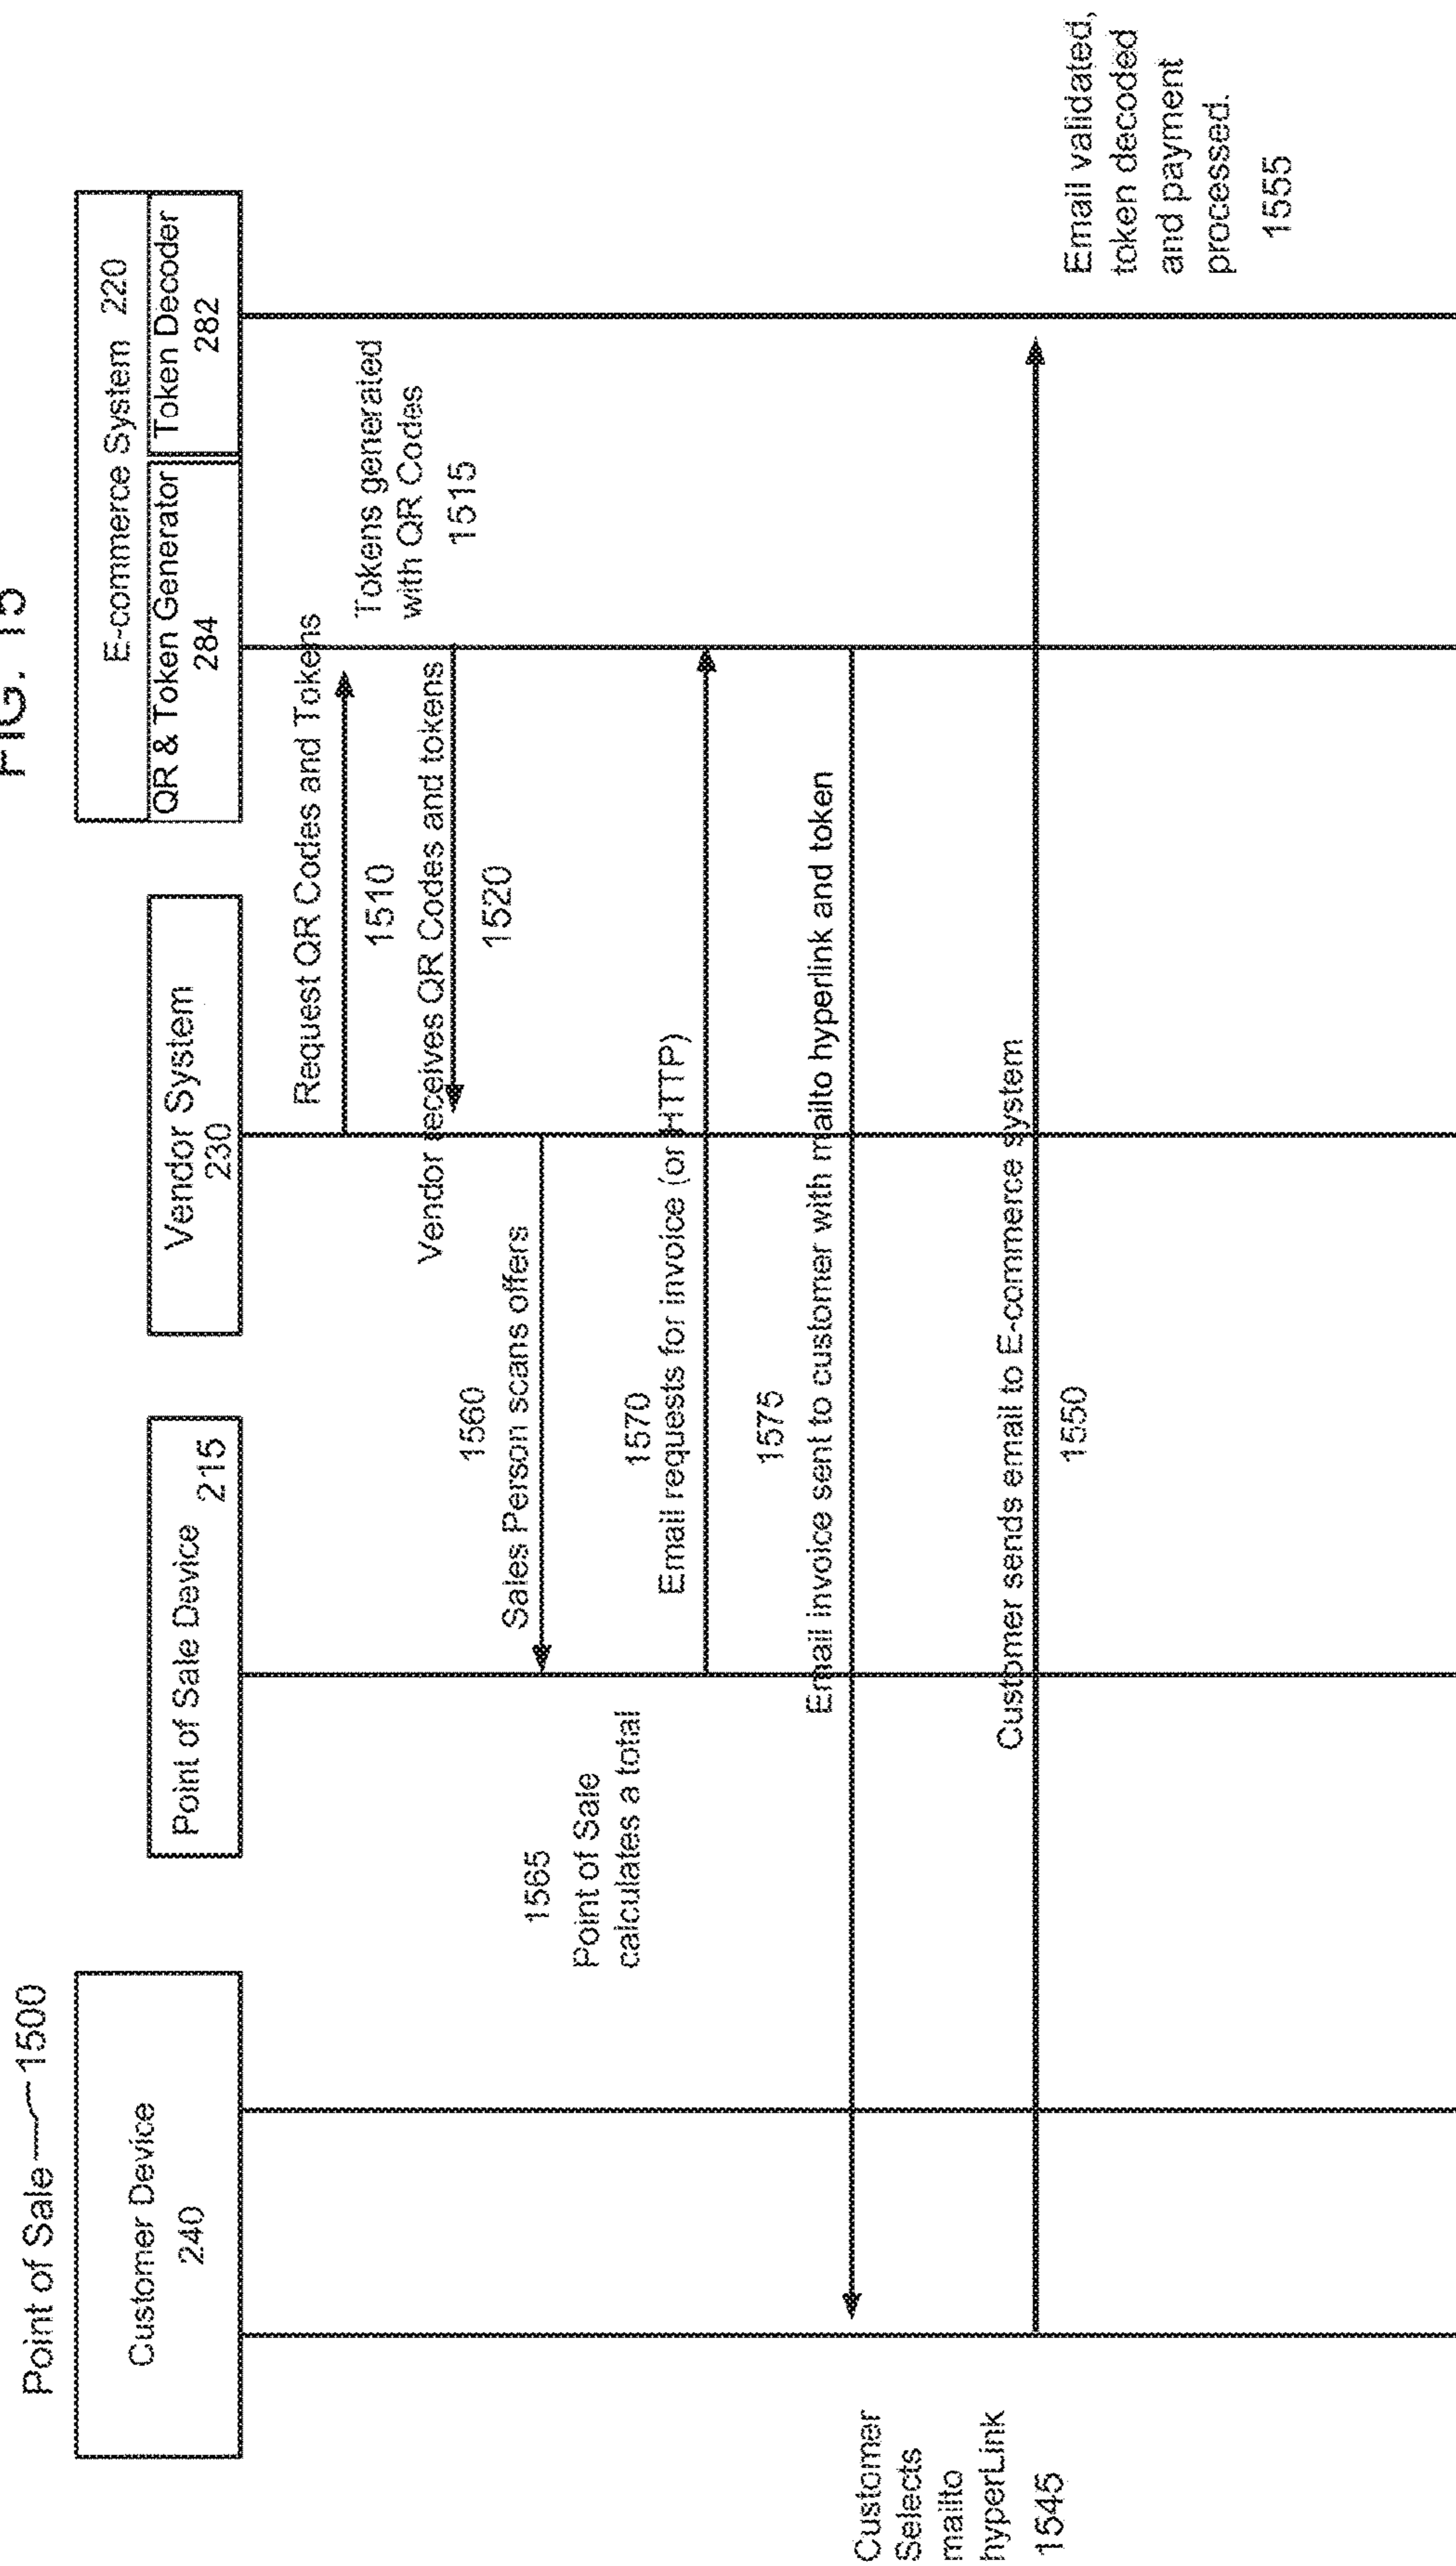 FIG. 15
Point of Sale 1500
Customer Device
240
Point of Sale Device 215
Vendor System
230
E-commerce System 220
QR & Token Generator
284
Token Decoder
282
Request QR Codes and Tokens
1510
Tokens generated
with QR Codes
1515
Vendor receives QR Codes and tokens
1520
1560
Sales Person scans offers
1565
Point of Sale
calculates a total
1570
Email requests for invoice (or HTTP)
1575
Email invoice sent to customer with mailto hyperlink and token
Customer
Selects
mailto
hyperLink
1545
Customer sends email to E-commerce system
1550
Email validated,
token decoded
and payment
processed.
1555